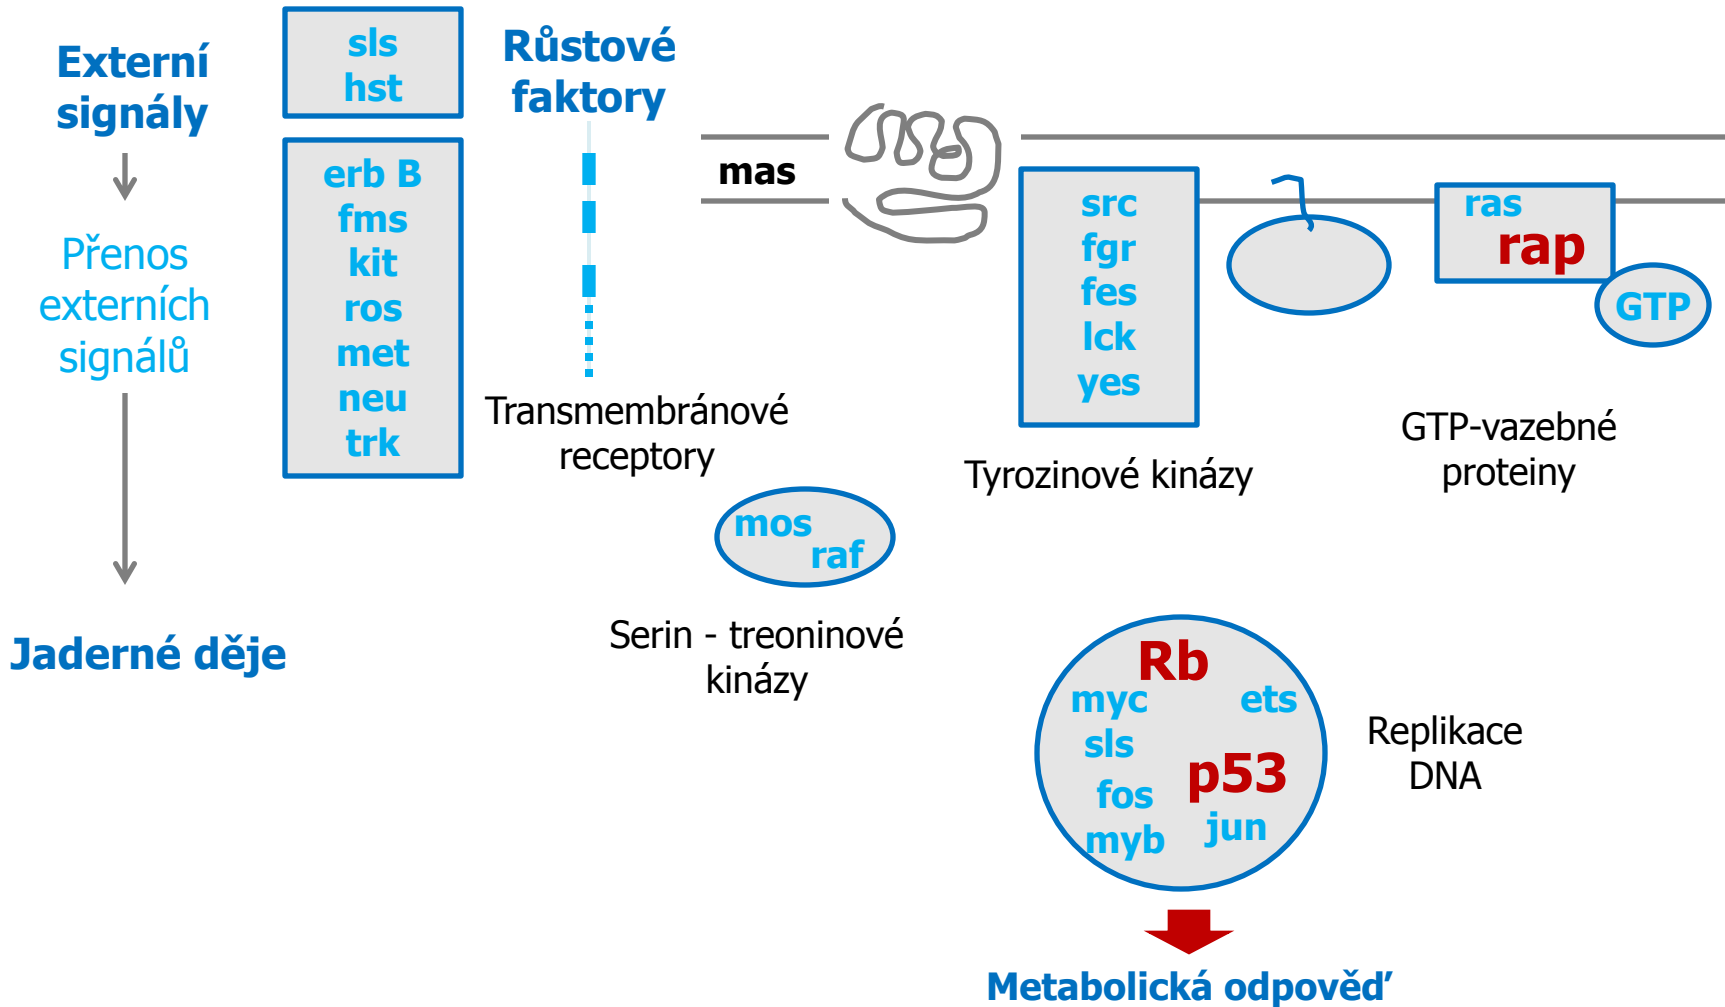 Externí
signály
Přenos
externích
signálů
Jaderné děje
sls
hst
erb B
fms
kit
ros
met
neu
trk
Růstové
faktory
Transmembránové
receptory
mas
mos
raf
Serin - treoninové
kinázy
src
fgr
fes
lck
yes
Tyrozinové kinázy
ras
rap
GTP
GTP-vazebné
proteiny
Rb
myc
ets
sls
p53
fos
jun
myb
Replikace
DNA
Metabolická odpověď